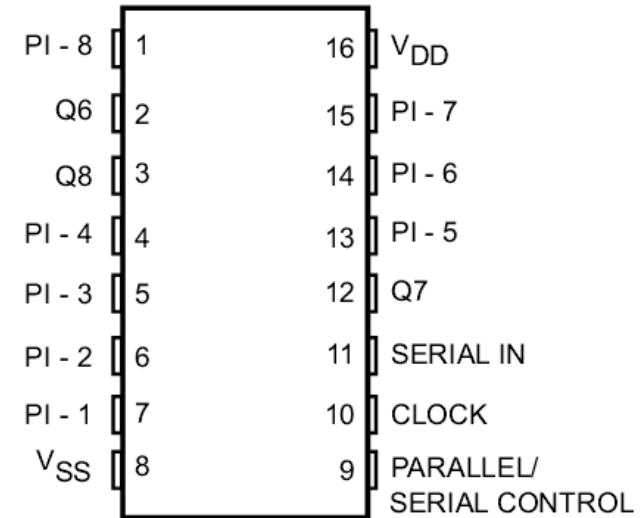 PI - 8 1 16 VDD
Q6 2 15 PI - 7
Q8 3 14 PI - 6
PI - 4 4 13 PI - 5
PI - 3 5 12 Q7
PI - 2 6 11 SERIAL IN
PI - 1 7 10 CLOCK
VSS 8 9 PARALLEL/
SERIAL CONTROL